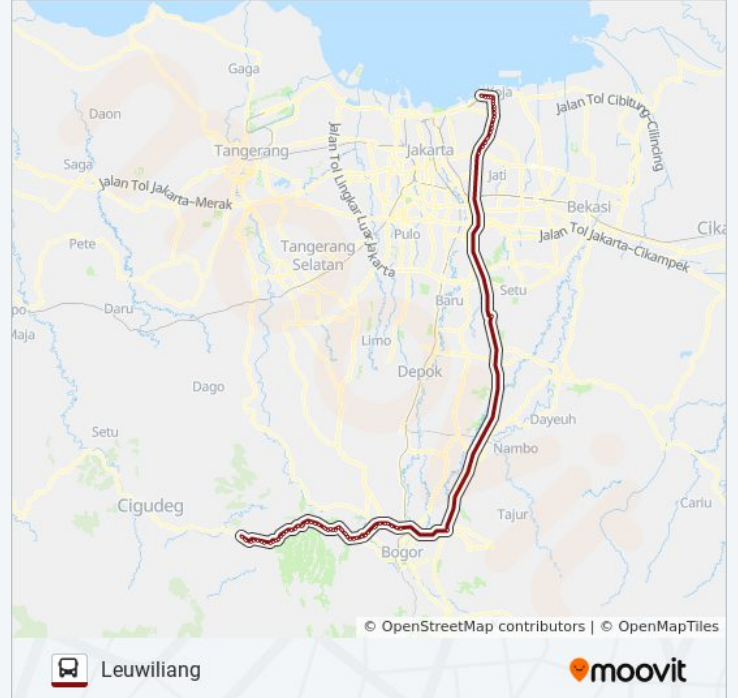 Gaga
Koja
Daon
Jalan Tol Cibitung-Cilincing
Tangerang
Jakarta
Saga
Jati
Jalan Tol Jakarta-Merak
Jalan Tol Lingkar Luar Jakarta
Bekasi
Pulo
Cika
Pete
Tangerang
Selatan
Jalan Tol Jakarta-Cikampek
Baru
Setu
po
Daru
Maja
Limo
Depok
Dago
Dayeuh
Setu
Nambo
Cigudeg
Tajur
Cariu
Bogor
© OpenStreetMap contributors | © OpenMapTiles
Leuwiliang
moovit